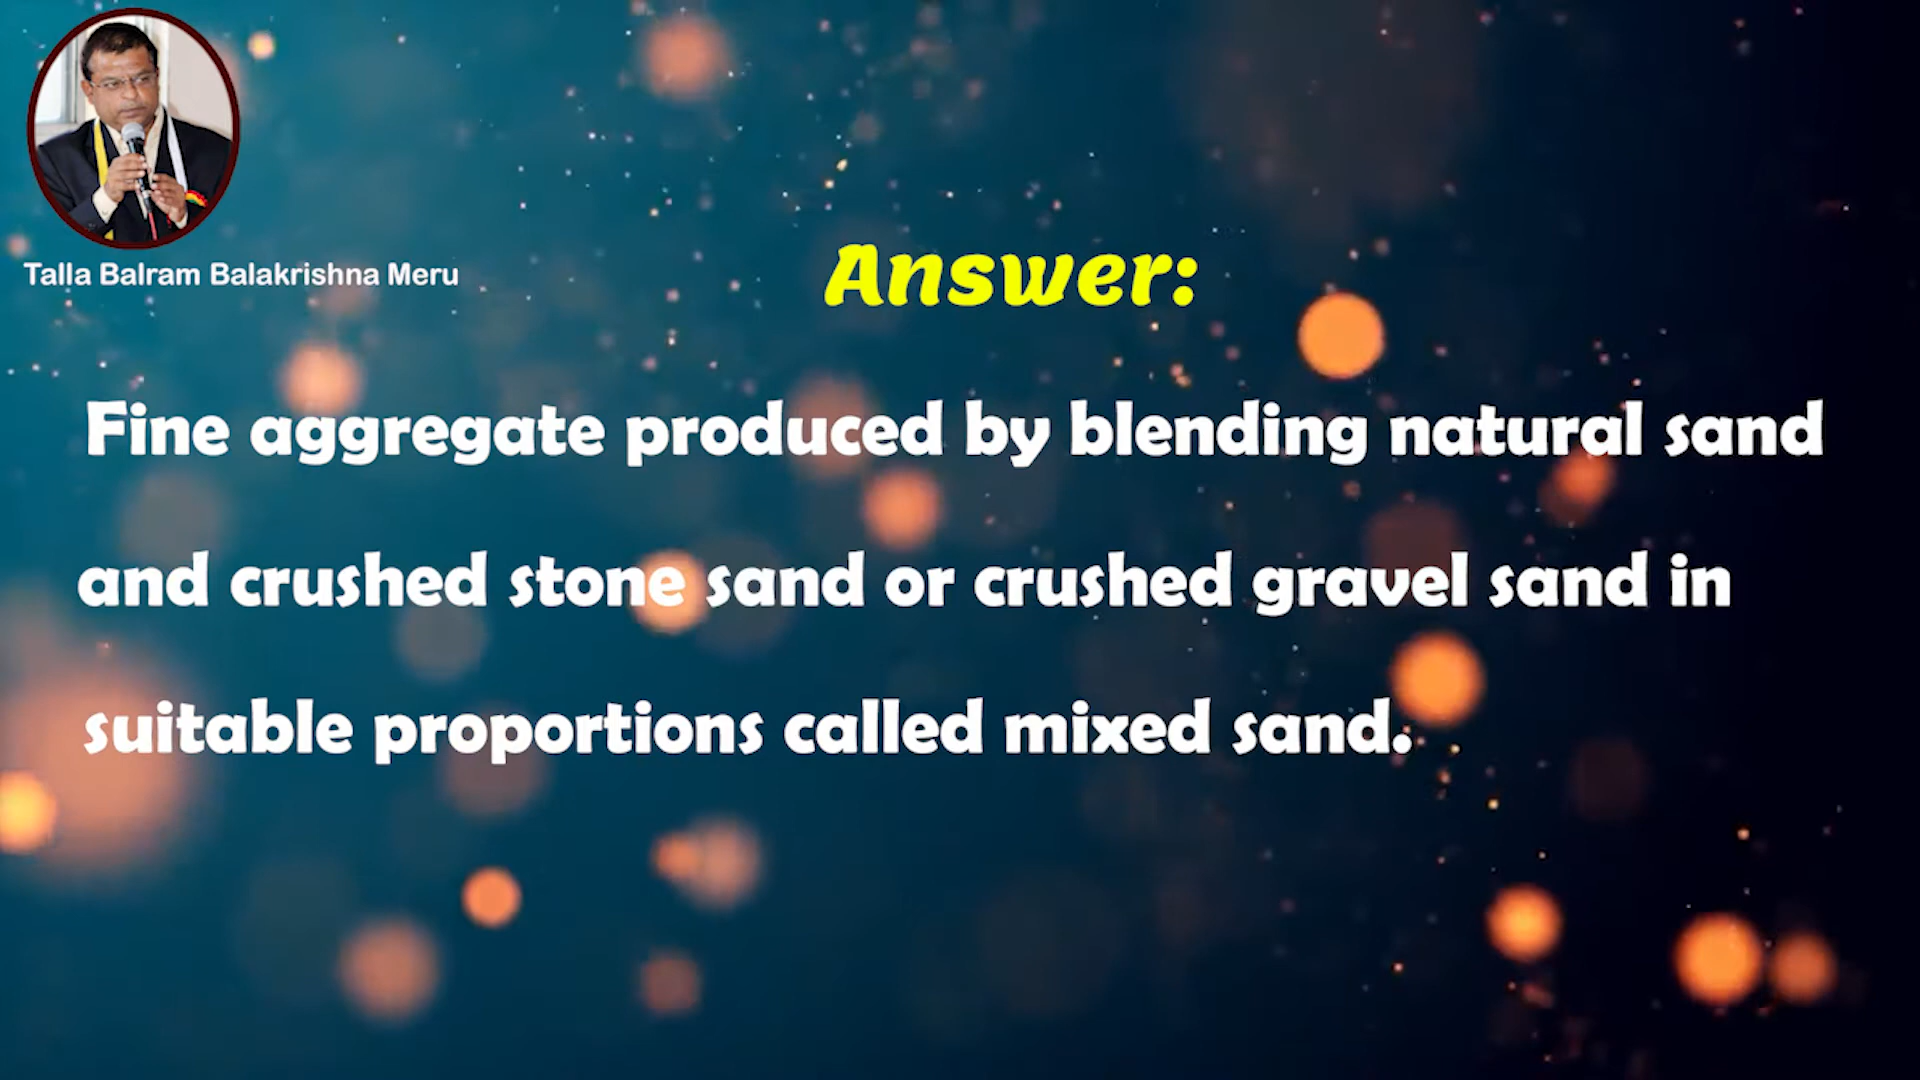 Talla Balram Balakrishna Meru
Answer:
Fine aggregate produced by blending natural sand
and crushed stone sand or crushed gravel sand in
suitable proportions called mixed sand.